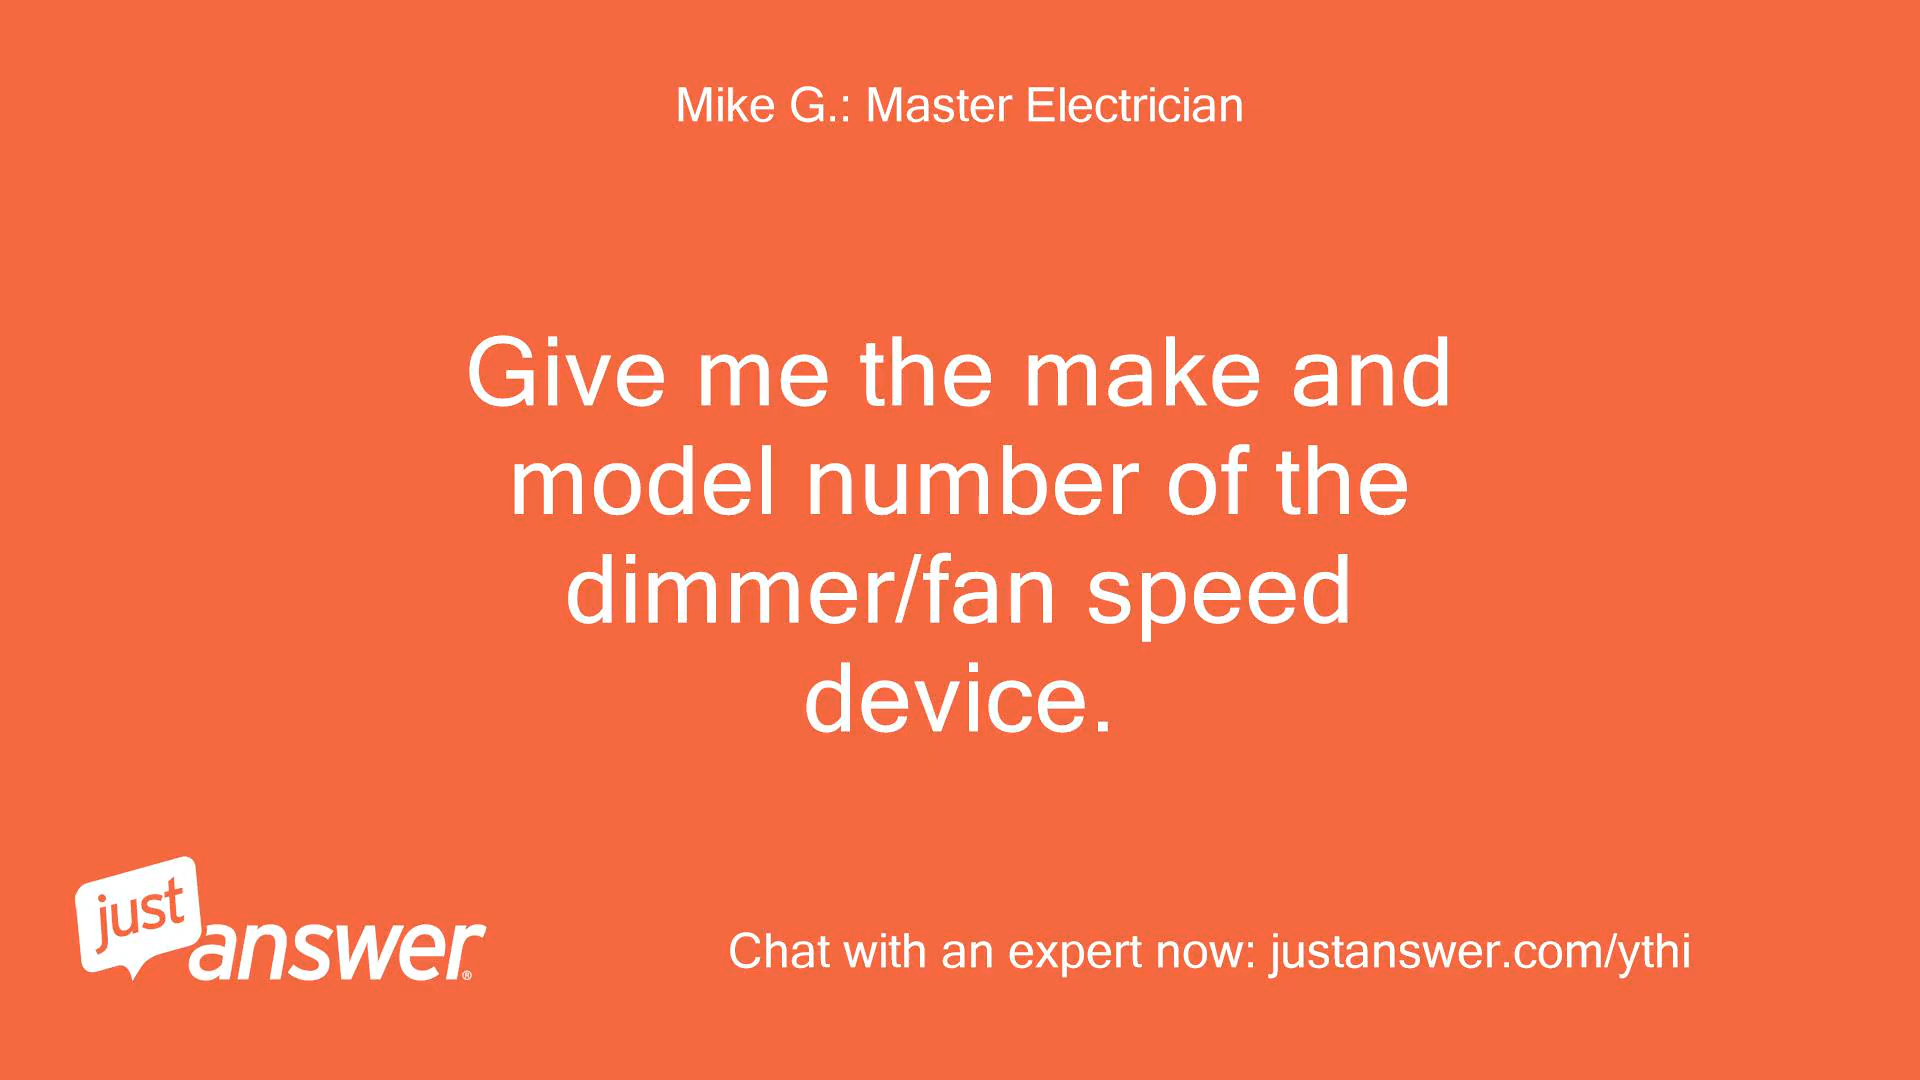 Mike G.: Master Electrician
Give me the make and
model number of the
dimmer/fan speed
device.
just
answer®
Chat with an expert now: justanswer.com/ythi